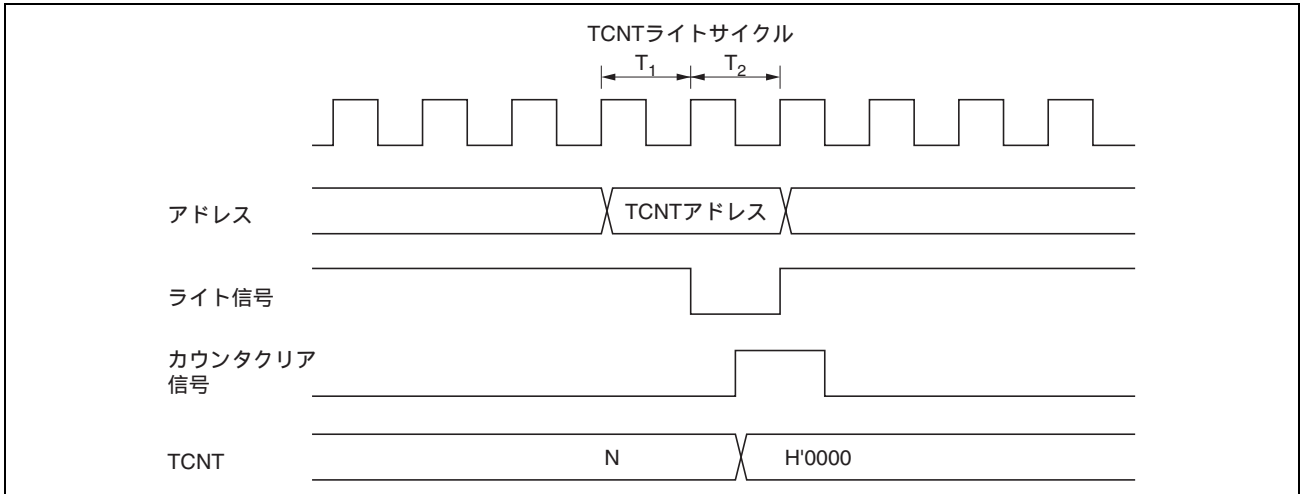 TCNTライトサイクル
T1 T2
アドレス
TCNTアドレス
ライト信号
カウンタクリア
信号
TCNT N H'0000